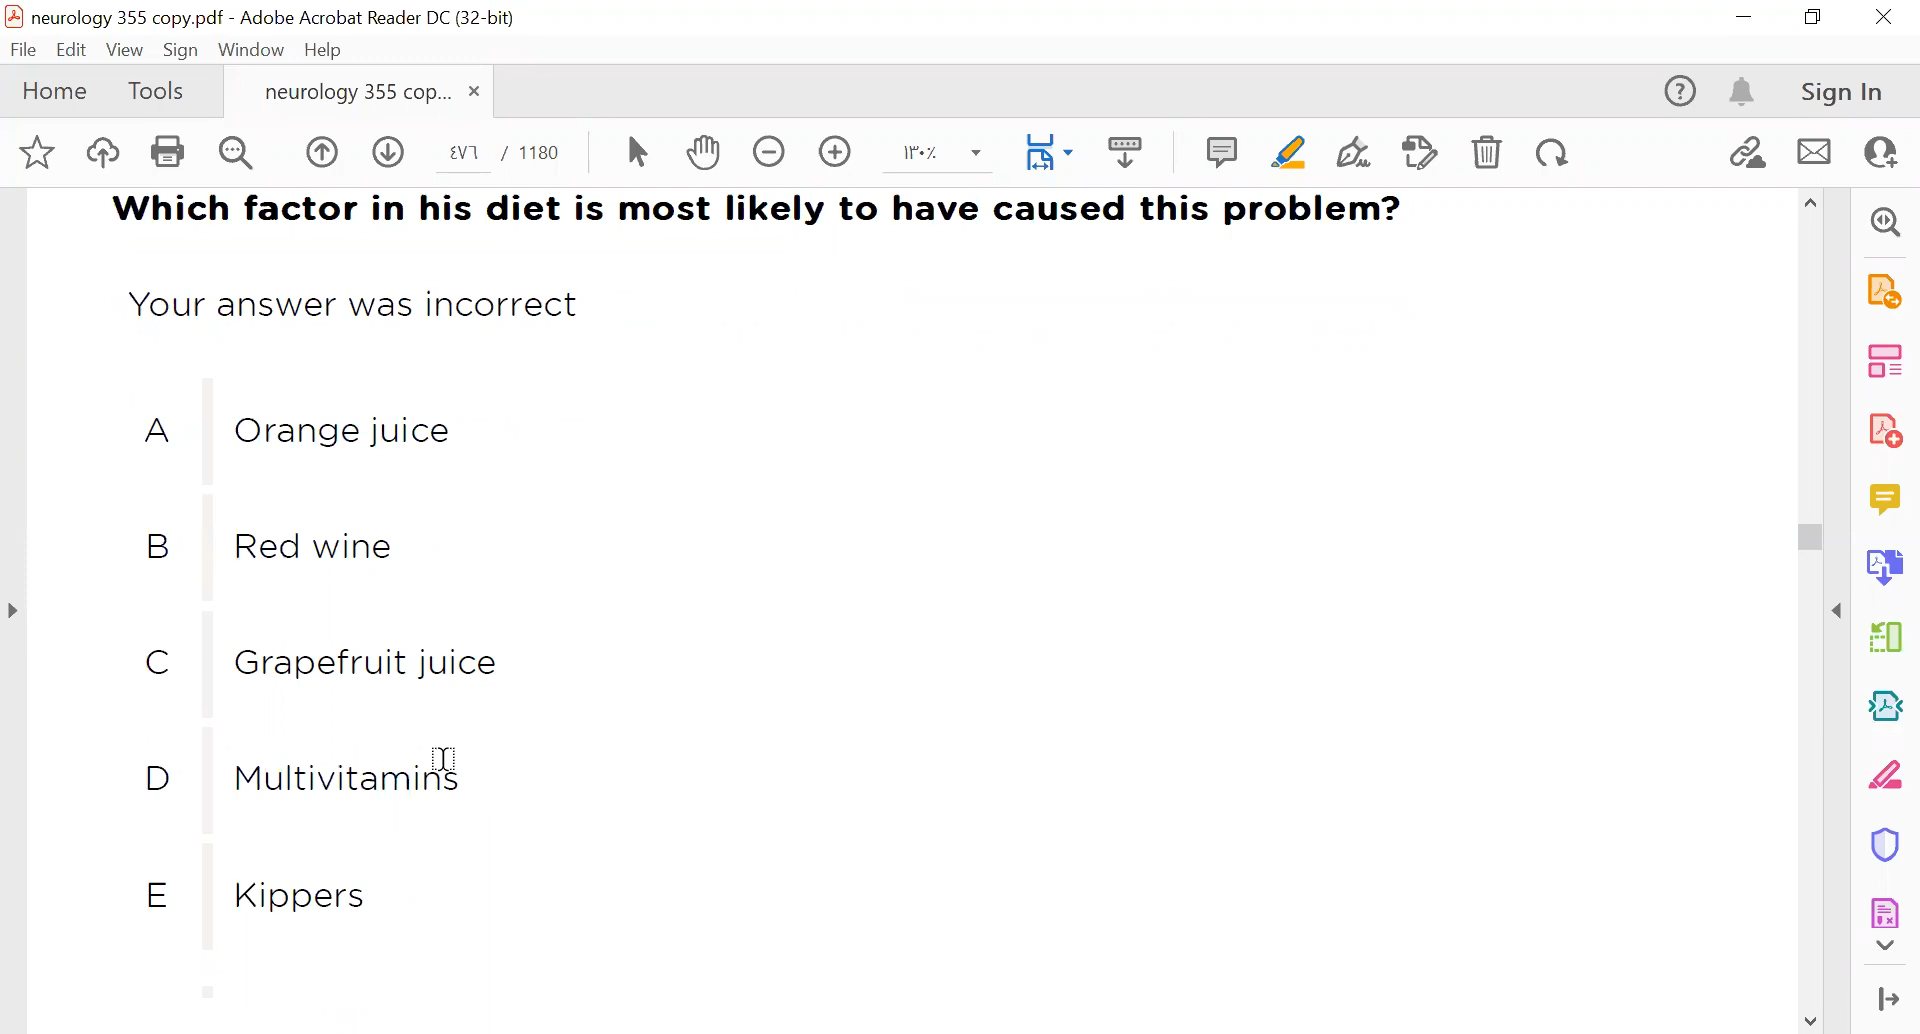 neurology 355 copy.pdf - Adobe Acrobat Reader DC (32-bit)
File Edit View Sign Window Help
Home Tools neurology 355 cop... × Sign In
٤٧٦ / 1180 ١٣٠٪
Which factor in his diet is most likely to have caused this problem?
Your answer was incorrect
A Orange juice
B Red wine
C Grapefruit juice
D Multivitamins
E Kippers